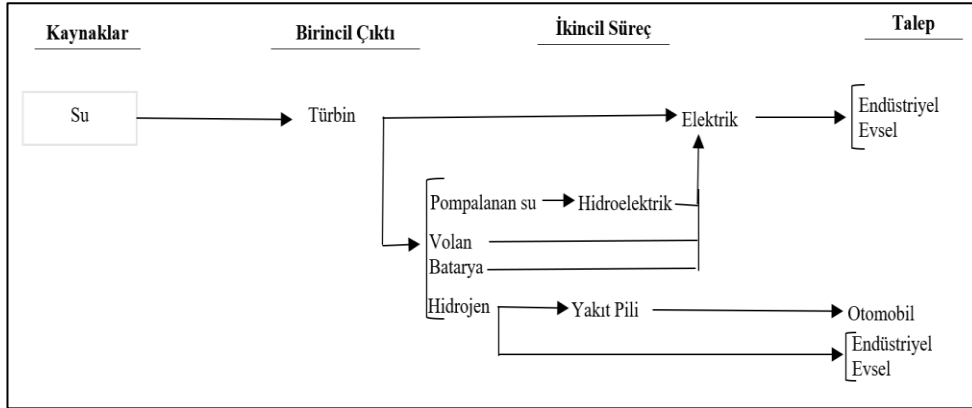 Kaynaklar
Birincil Çıktı
İkincil Süreç
Talep
Su
Türbin
Elektrik
Endüstriyel
Evsel
Pompalanan su
Hidroelektrik
Volan
Batarya
Hidrojen
Yakıt Pili
Otomobil
Endüstriyel
Evsel